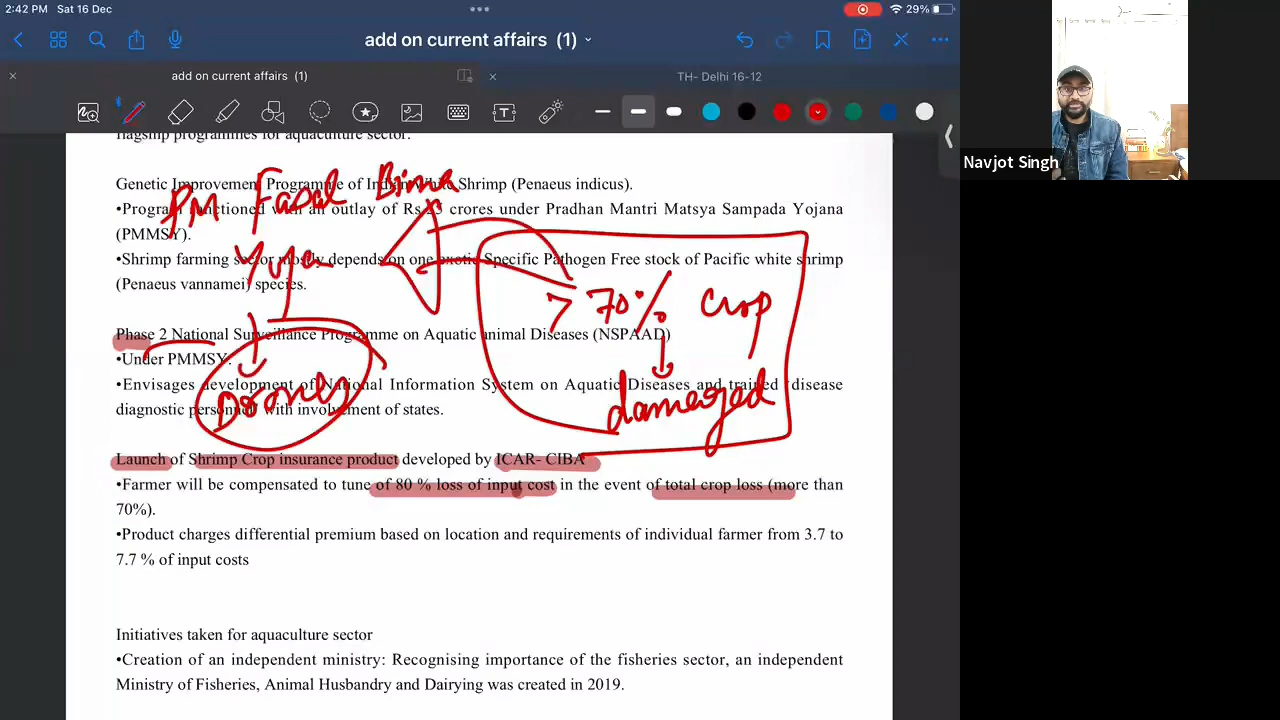 2:42 PM Sat 16 Dec
29%
add on current affairs (1)
add on current affairs (1)
TH- Delhi 16-12
Navjot Singh
flagship programmes for aquaculture sector.
Genetic Improvement Programme of Indian White Shrimp (Penaeus indicus).
•Program sanctioned with an outlay of Rs 25 crores under Pradhan Mantri Matsya Sampada Yojana
(PMMSY).
•Shrimp farming sector mostly depends on one exotic Specific Pathogen Free stock of Pacific white shrimp
(Penaeus vannamei) species.
PM Fasal Bima
Yoja
> 70% crop
damaged
Drones
Phase 2 National Surveillance Programme on Aquatic animal Diseases (NSPAAD)
•Under PMMSY.
•Envisages development of National Information System on Aquatic Diseases and trained disease
diagnostic personnel with involvement of states.
Launch of Shrimp Crop insurance product developed by ICAR- CIBA
•Farmer will be compensated to tune of 80 % loss of input cost in the event of total crop loss (more than
70%).
•Product charges differential premium based on location and requirements of individual farmer from 3.7 to
7.7 % of input costs
Initiatives taken for aquaculture sector
•Creation of an independent ministry: Recognising importance of the fisheries sector, an independent
Ministry of Fisheries, Animal Husbandry and Dairying was created in 2019.